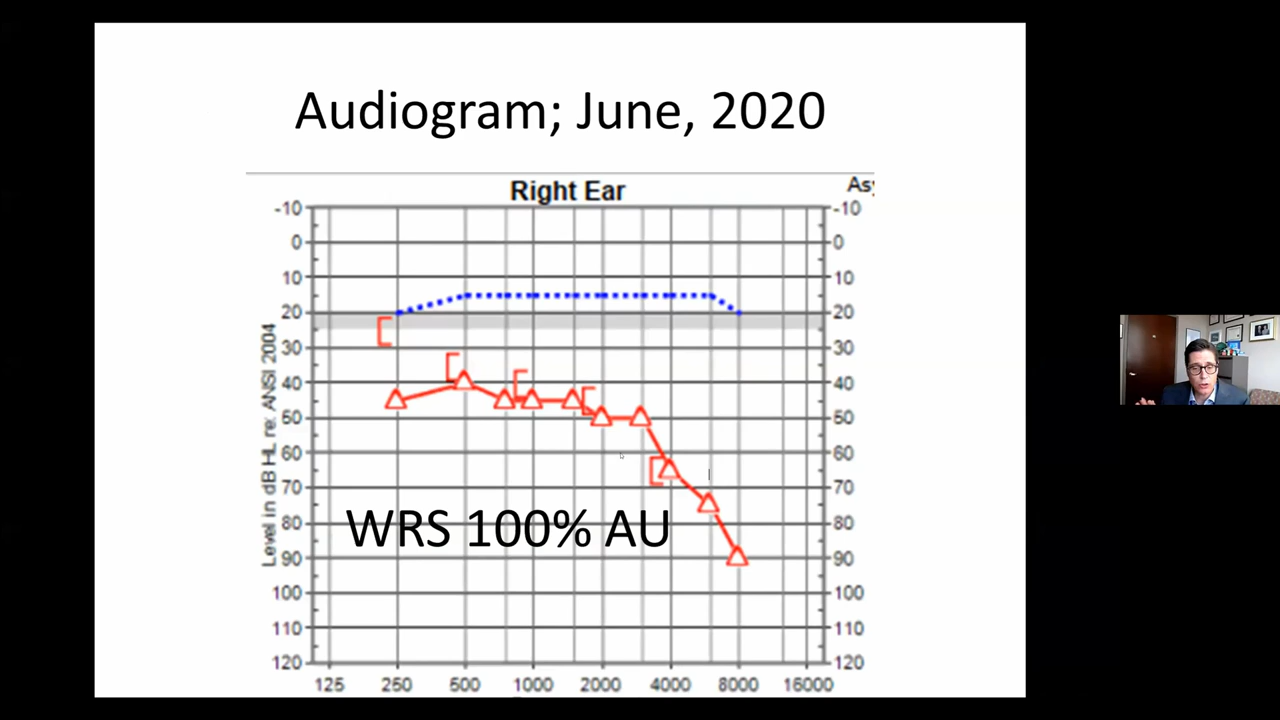 Audiogram; June, 2020
Right Ear
Asy
-10 -10
0 0
10 10
20 20
30 30
40 40
50 50
60 60
70 70
80 80
90 90
100 100
110 110
120 120
Level in dB HL re: ANSI 2004
WRS 100% AU
125 250 500 1000 2000 4000 8000 16000